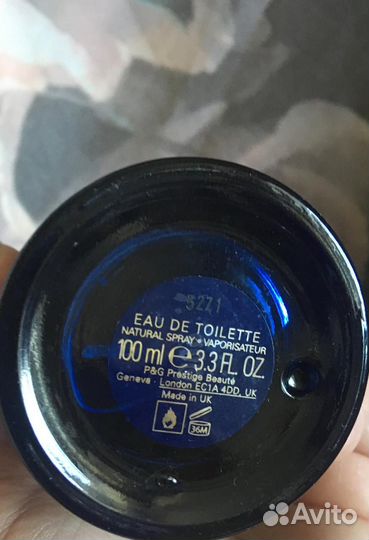 5271
EAU DE TOILETTE
NATURAL SPRAY • VAPORISATEUR
100 ml ℮ 3.3 FL. OZ.
P&G Prestige Beauté
Geneva · London EC1A 4DD, UK
Made in UK
36M
Avito